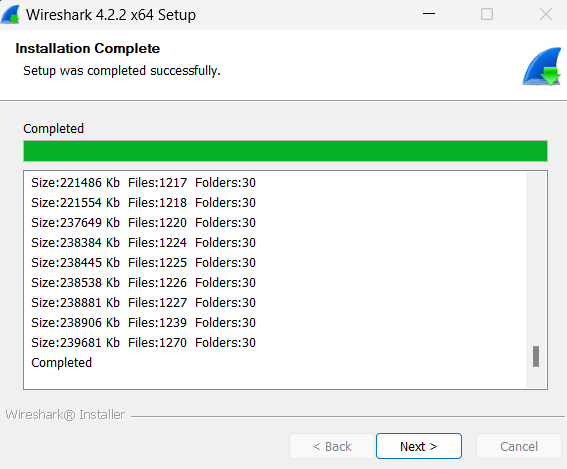 Wireshark 4.2.2 x64 Setup
Installation Complete
Setup was completed successfully.
Completed
Size:221486 Kb  Files:1217  Folders:30
Size:221554 Kb  Files:1218  Folders:30
Size:237649 Kb  Files:1220  Folders:30
Size:238384 Kb  Files:1224  Folders:30
Size:238445 Kb  Files:1225  Folders:30
Size:238538 Kb  Files:1226  Folders:30
Size:238881 Kb  Files:1227  Folders:30
Size:238906 Kb  Files:1239  Folders:30
Size:239681 Kb  Files:1270  Folders:30
Completed
Wireshark® Installer
< Back  Next >  Cancel